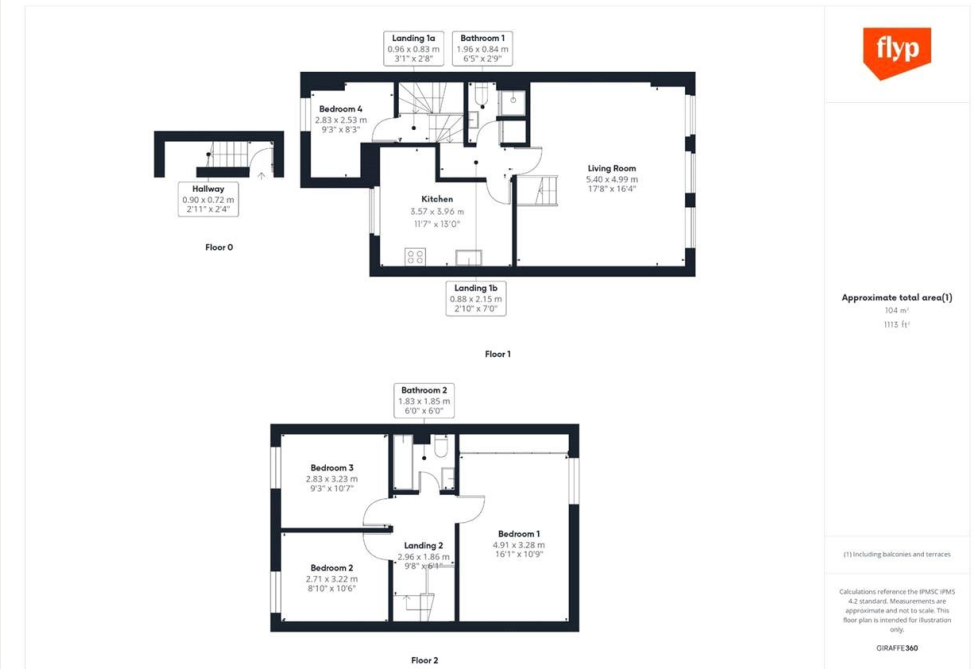 Landing 1a
0.96 x 0.83 m
3'1" x 2'8"
Bathroom 1
1.96 x 0.84 m
6'5" x 2'9"
flyp
Bedroom 4
2.83 x 2.53 m
9'3" x 8'3"
Living Room
5.40 x 4.99 m
17'8" x 16'4"
Hallway
0.90 x 0.72 m
2'11" x 2'4"
Kitchen
3.57 x 3.96 m
11'7" x 13'0"
Floor 0
Landing 1b
0.88 x 2.15 m
2'10" x 7'0"
Approximate total area(1)
104 m²
1113 ft²
Floor 1
Bathroom 2
1.83 x 1.85 m
6'0" x 6'0"
Bedroom 3
2.83 x 3.23 m
9'3" x 10'7"
Bedroom 1
4.91 x 3.28 m
16'1" x 10'9"
Landing 2
2.96 x 1.86 m
9'8" x 6'1"
Bedroom 2
2.71 x 3.22 m
8'10" x 10'6"
(1) Including balconies and terraces
Calculations reference the IPMSC IPMS
4.2 standard. Measurements are
approximate and not to scale. This
floor plan is intended for illustration
only.
GIRAFFE360
Floor 2